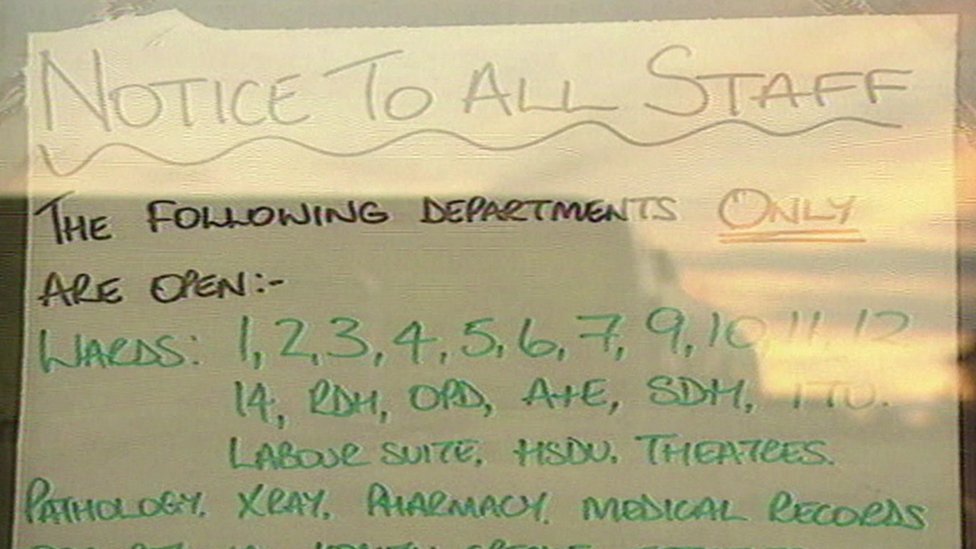 NOTICE TO ALL STAFF
THE FOLLOWING DEPARTMENTS ONLY
ARE OPEN:-
WARDS: 1, 2, 3, 4, 5, 6, 7, 9, 10, 11, 12
14, RDH, OPD, A+E, SDH, ITU.
LABOUR SUITE. HSDU. THEATRES.
PATHOLOGY. XRAY. PHARMACY. MEDICAL RECORDS